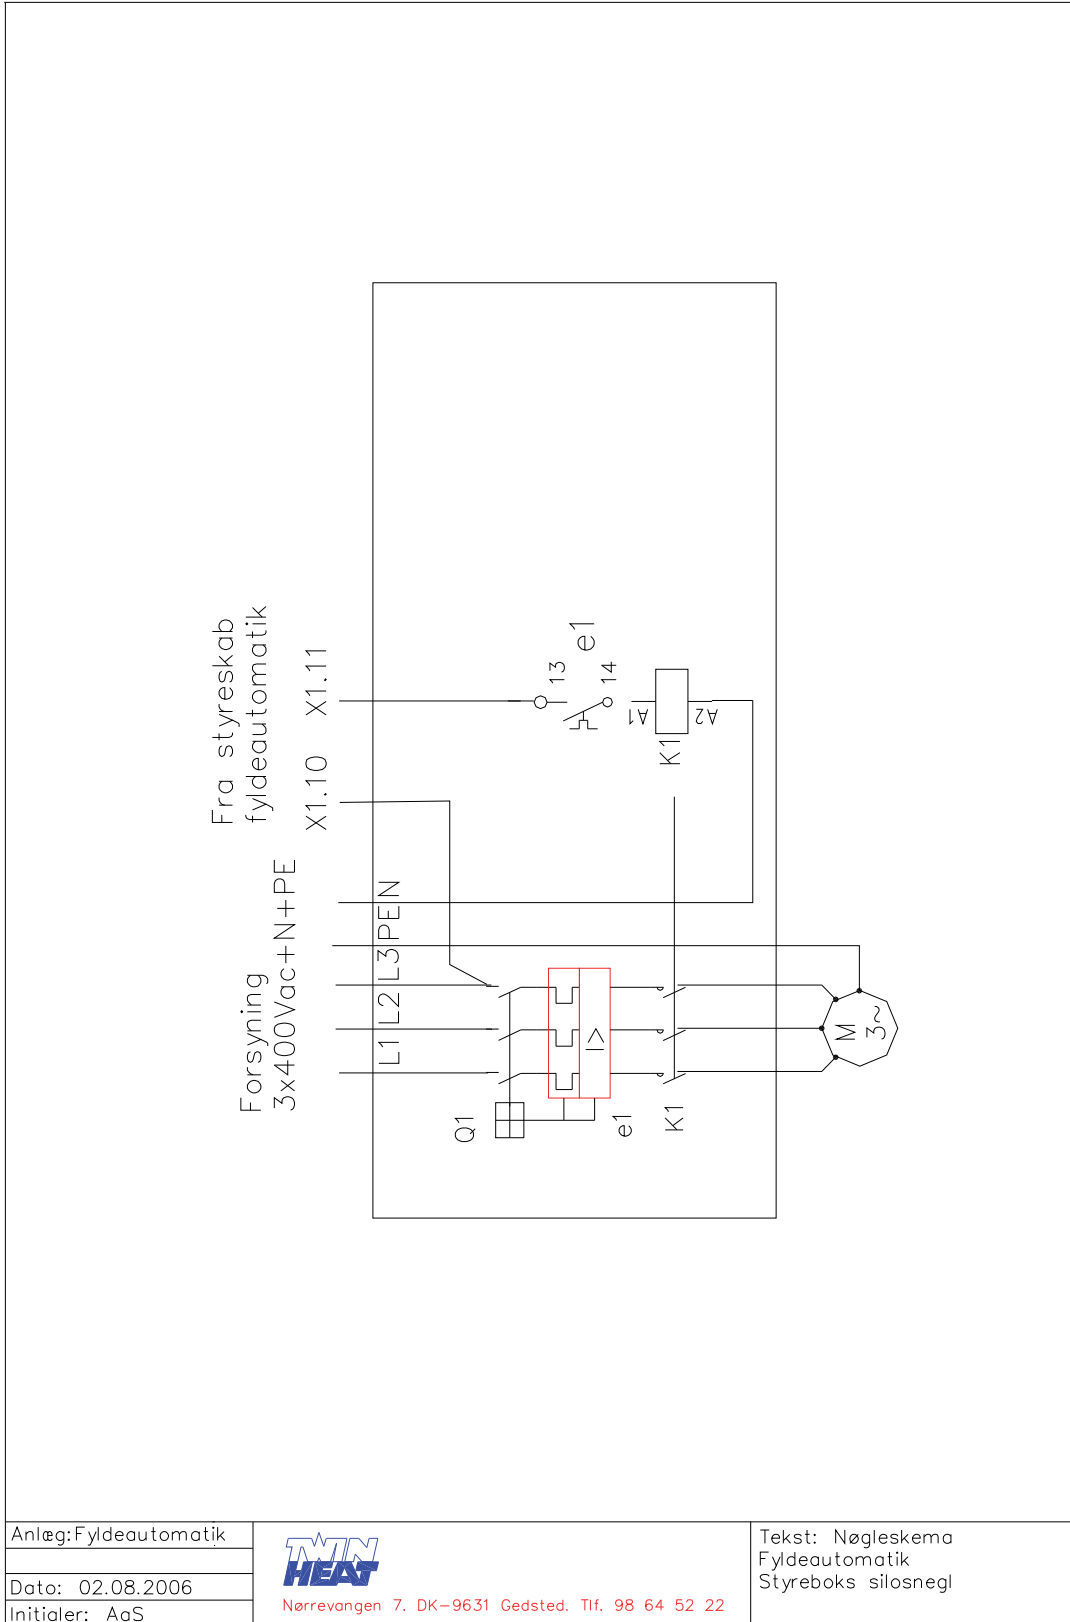 Fra styreskab
fyldeautomatik
X1.10 X1.11
Forsyning
3x400Vac+N+PE
L1 L2 L3 PE N
13
14
e1
A1
A2
K1
Q1
I>
e1
K1
M
3~
Anlæg: Fyldeautomatik
Dato: 02.08.2006
Initialer: AaS
TWIN
HEAT
Nørrevangen 7. DK-9631 Gedsted. Tlf. 98 64 52 22
Tekst: Nøgleskema
Fyldeautomatik
Styreboks silosnegl